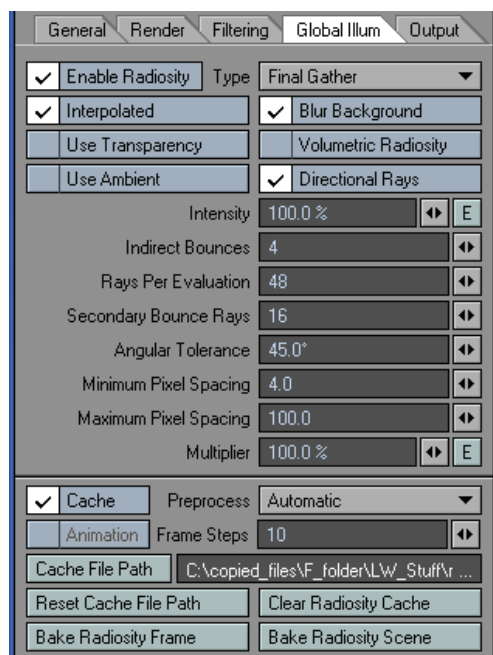 General Render Filtering Global Illum Output
Enable Radiosity Type Final Gather
Interpolated Blur Background
Use Transparency Volumetric Radiosity
Use Ambient Directional Rays
Intensity 100.0 % E
Indirect Bounces 4
Rays Per Evaluation 48
Secondary Bounce Rays 16
Angular Tolerance 45.0°
Minimum Pixel Spacing 4.0
Maximum Pixel Spacing 100.0
Multiplier 100.0 % E
Cache Preprocess Automatic
Animation Frame Steps 10
Cache File Path C:\copied_files\F_folder\LW_Stuff\r ...
Reset Cache File Path Clear Radiosity Cache
Bake Radiosity Frame Bake Radiosity Scene